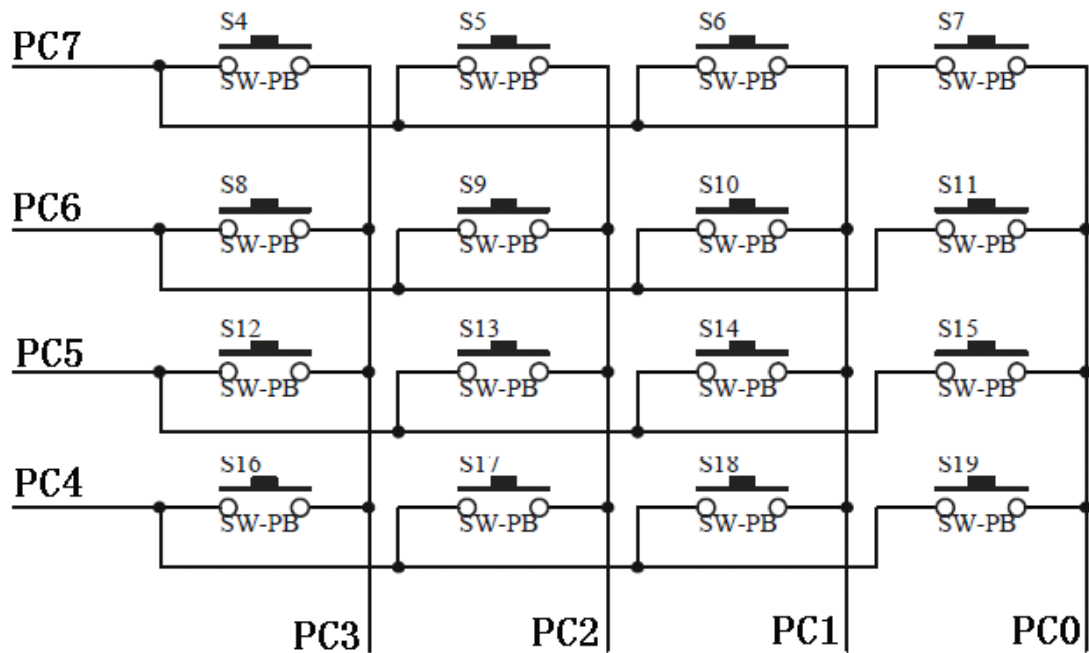 S4 S5 S6 S7
PC7
SW-PB SW-PB SW-PB SW-PB
S8 S9 S10 S11
PC6
SW-PB SW-PB SW-PB SW-PB
S12 S13 S14 S15
PC5
SW-PB SW-PB SW-PB SW-PB
S16 S17 S18 S19
PC4
SW-PB SW-PB SW-PB SW-PB
PC3 PC2 PC1 PC0